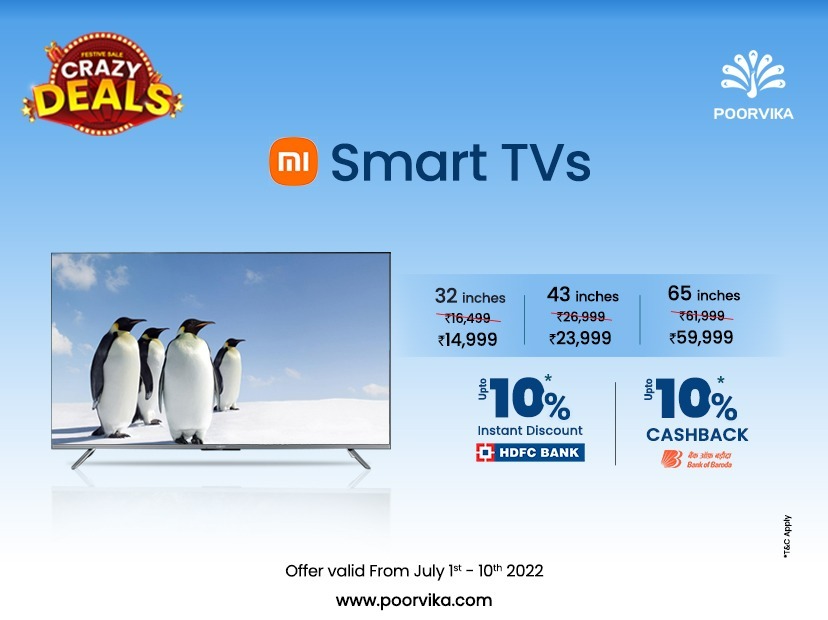 FESTIVE SALE
CRAZY
DEALS
POORVIKA
mi Smart TVs
32 inches
₹16,499
₹14,999
43 inches
₹26,999
₹23,999
65 inches
₹61,999
₹59,999
Upto 10%*
Instant Discount
HDFC BANK
Upto 10%*
CASHBACK
बैंक ऑफ़ बड़ौदा
Bank of Baroda
*T&C Apply
Offer valid From July 1st - 10th 2022
www.poorvika.com